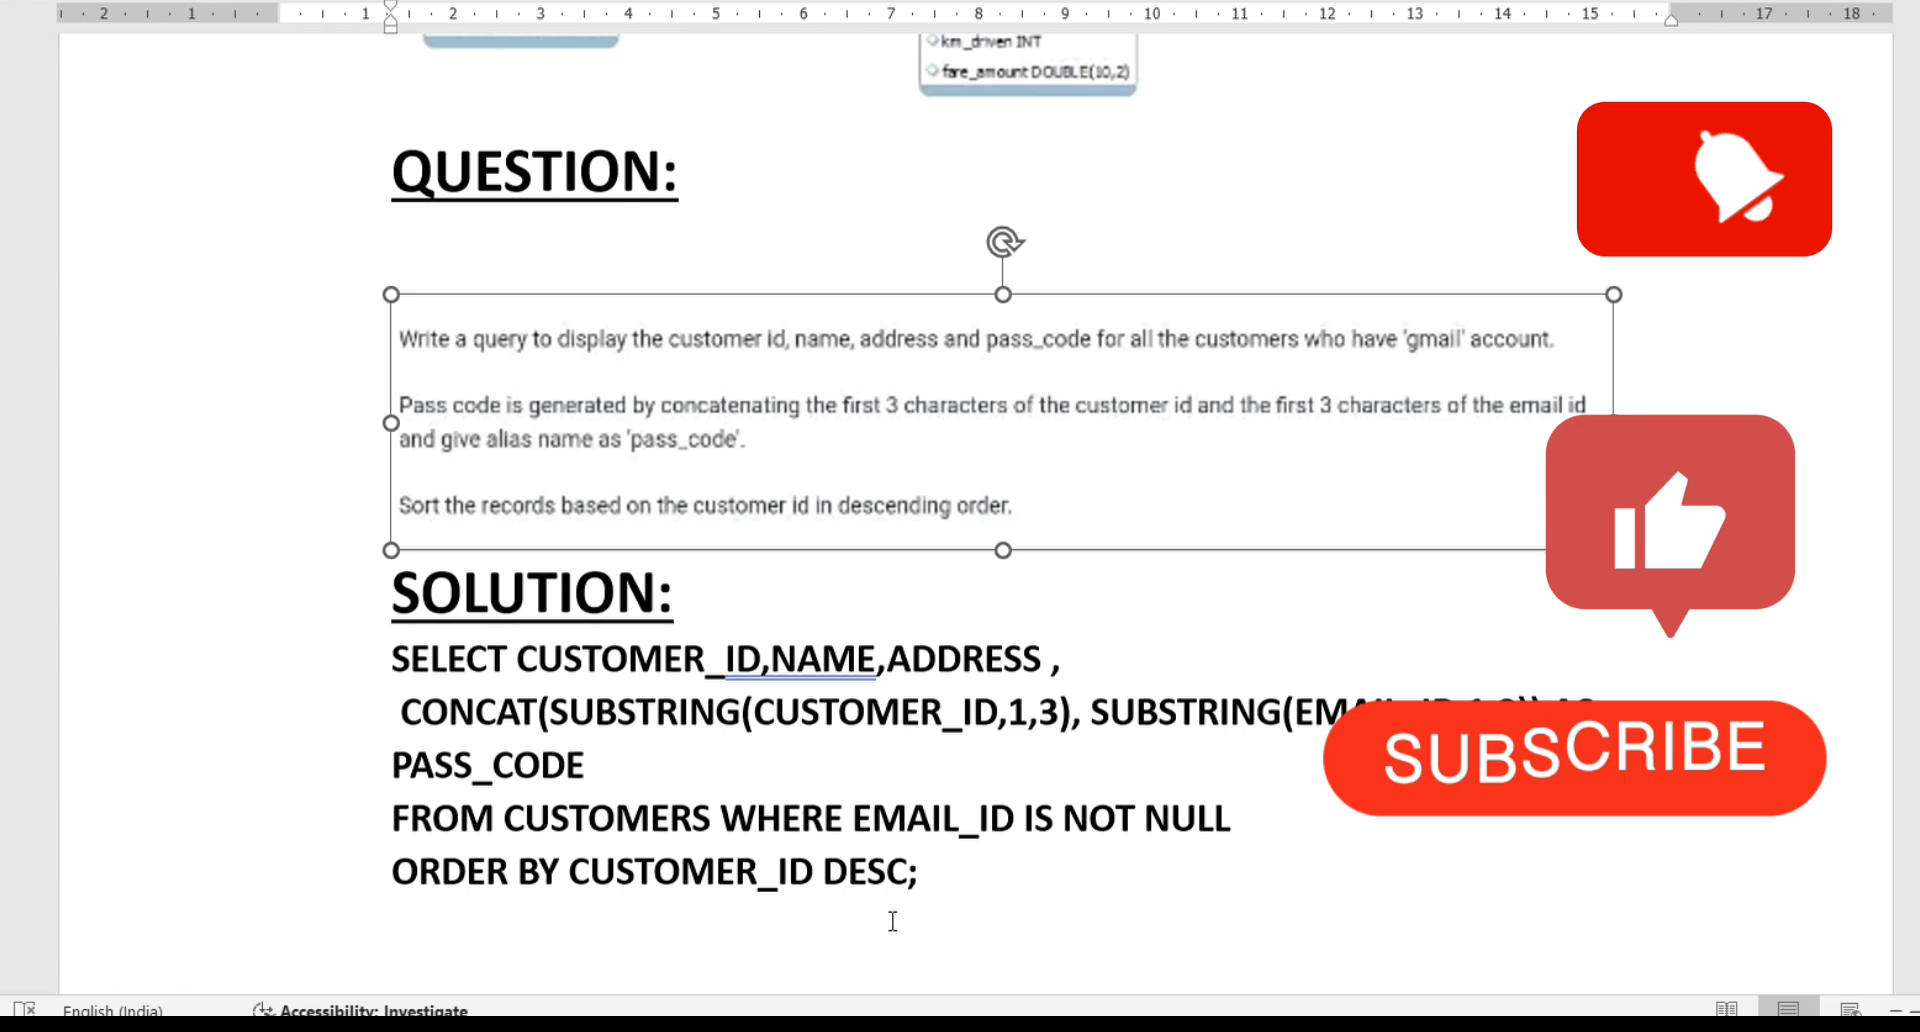 2 1 1 2 3 4 5 6 7 8 9 10 11 12 13 14 15 17 18
km_driven INT
fare_amount DOUBLE(10,2)
QUESTION:
Write a query to display the customer id, name, address and pass_code for all the customers who have 'gmail' account.
Pass code is generated by concatenating the first 3 characters of the customer id and the first 3 characters of the email id
and give alias name as 'pass_code'.
Sort the records based on the customer id in descending order.
SOLUTION:
SELECT CUSTOMER_ID,NAME,ADDRESS ,
CONCAT(SUBSTRING(CUSTOMER_ID,1,3), SUBSTRING(
PASS_CODE
SUBSCRIBE
FROM CUSTOMERS WHERE EMAIL_ID IS NOT NULL
ORDER BY CUSTOMER_ID DESC;
English (India) Accessibility: Investigate